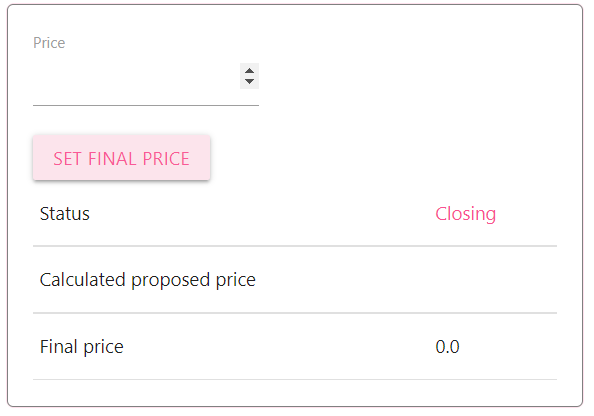 Price
SET FINAL PRICE
Status Closing
Calculated proposed price
Final price 0.0